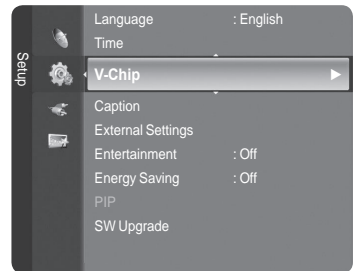 Setup
Language : English
Time
V-Chip
Caption
External Settings
Entertainment : Off
Energy Saving : Off
PIP
SW Upgrade